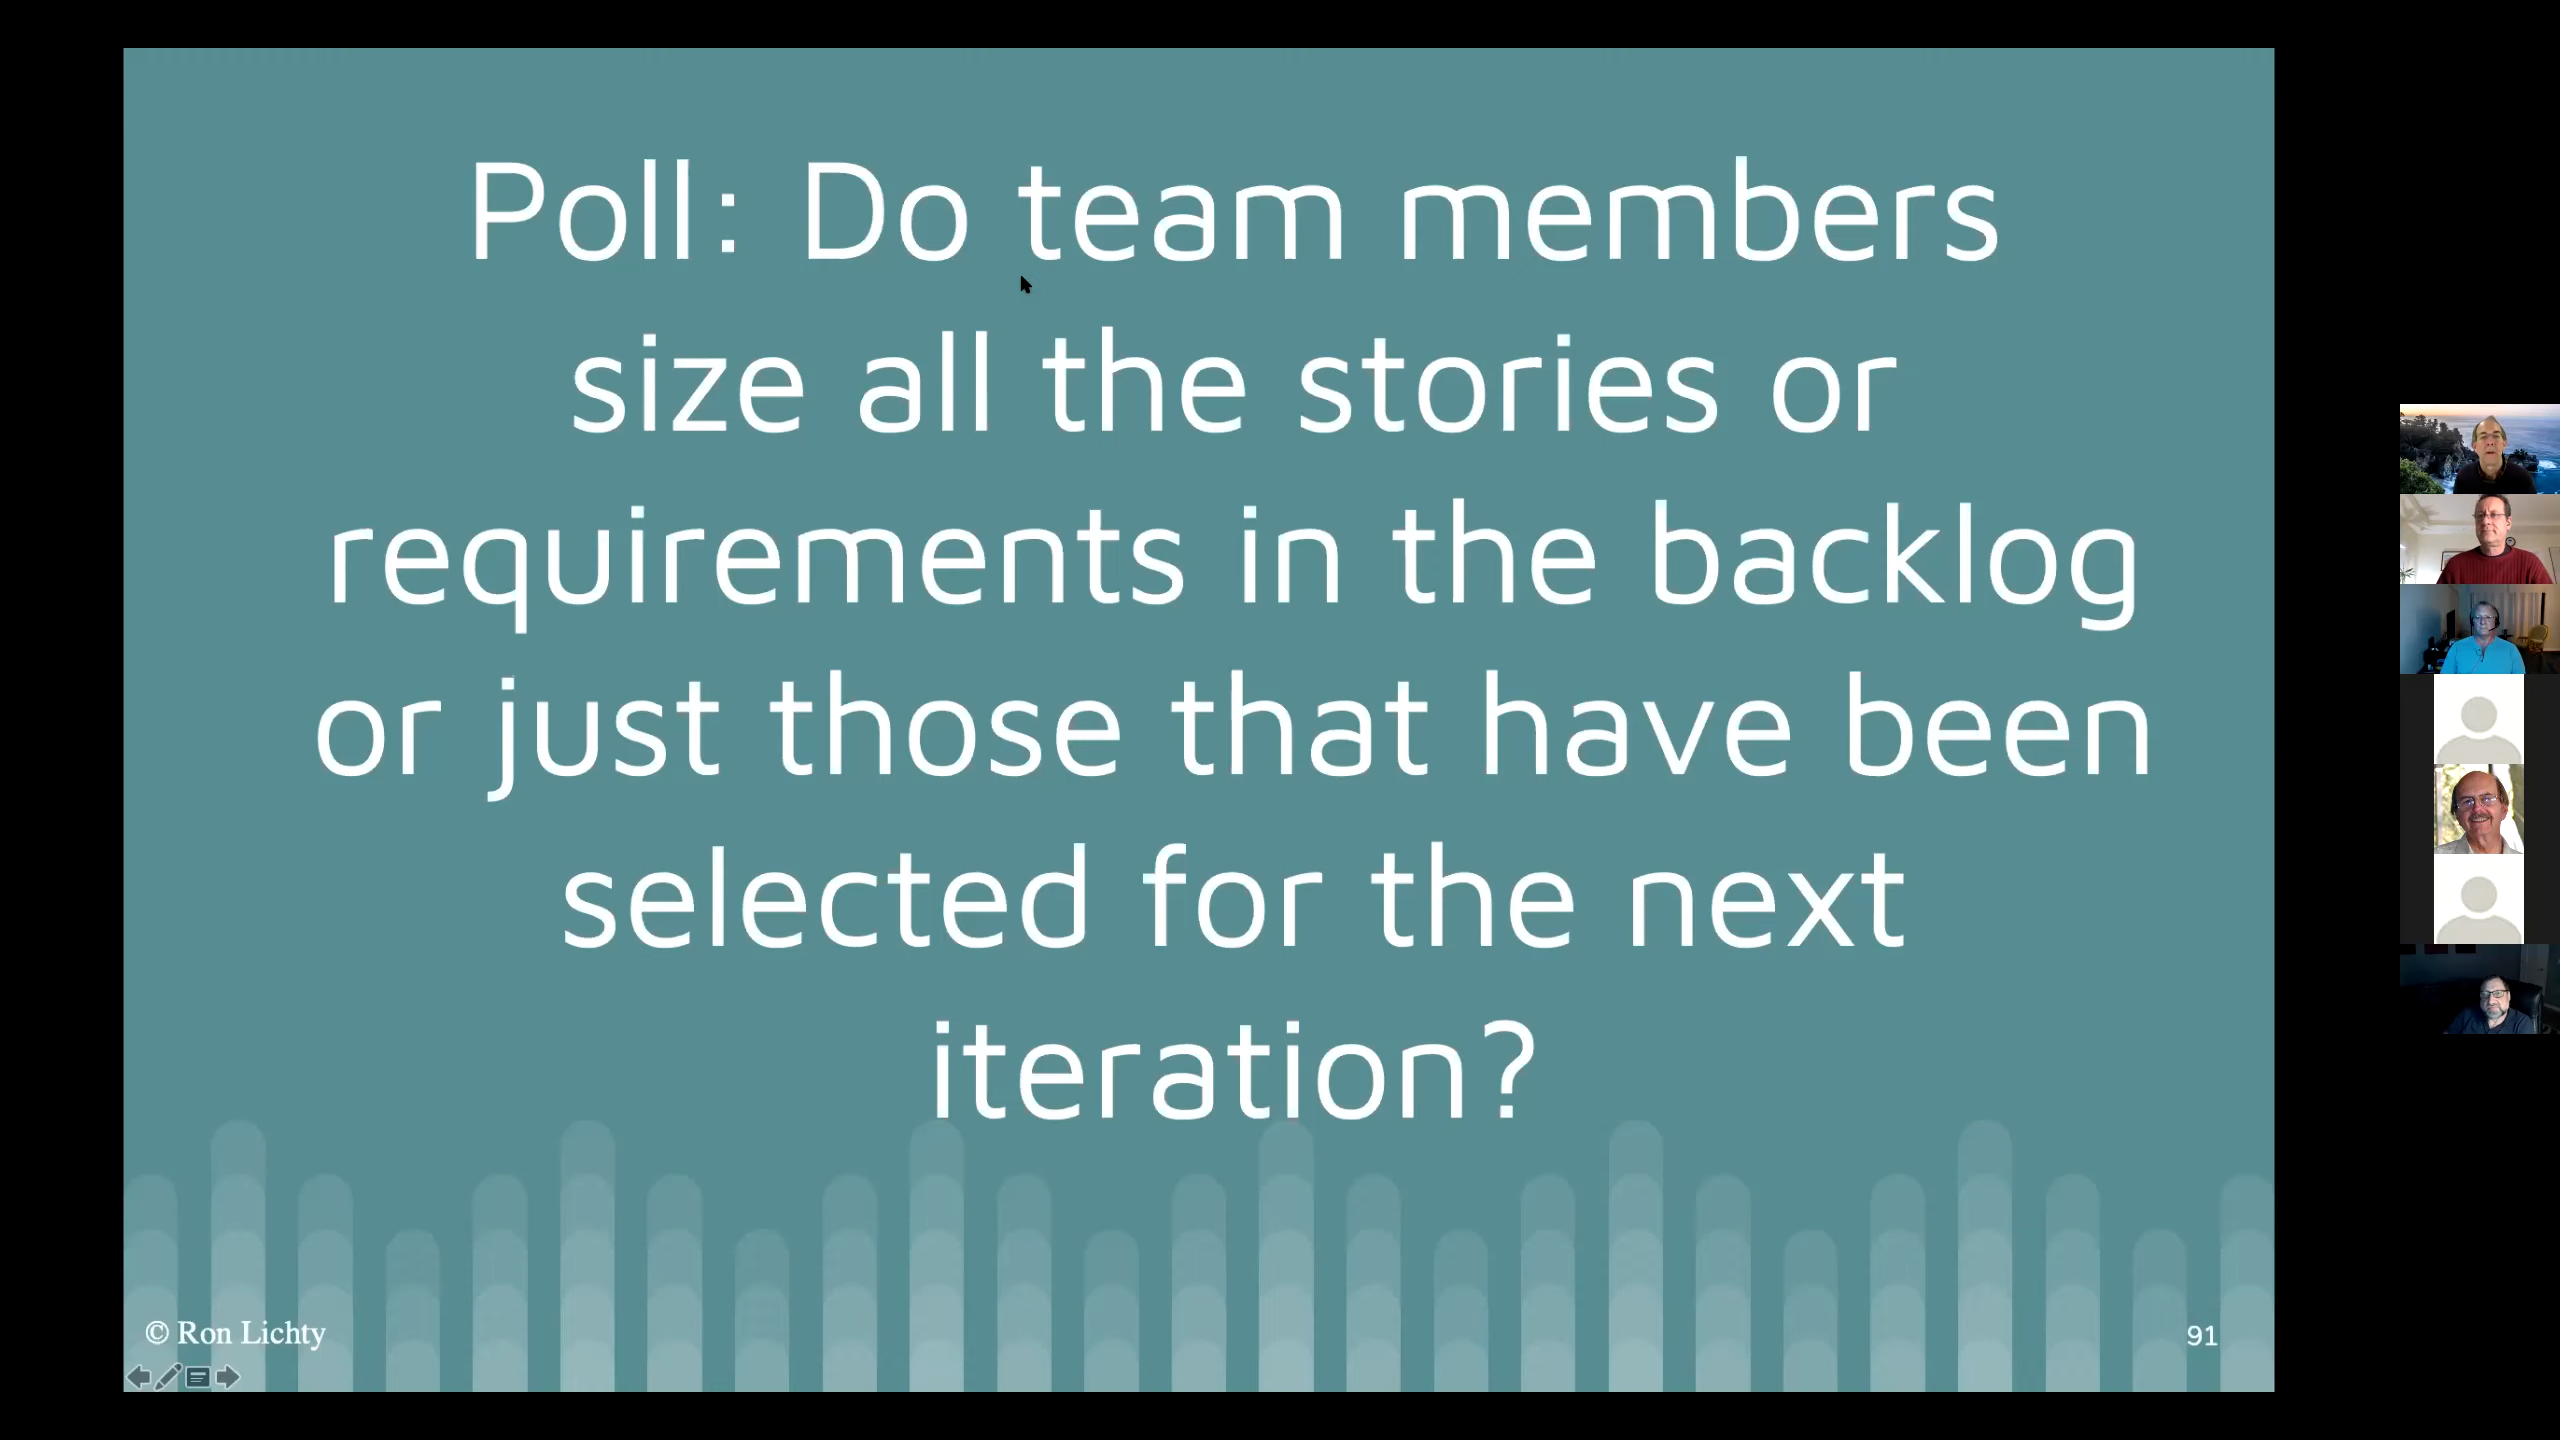 Poll: Do team members
size all the stories or
requirements in the backlog
or just those that have been
selected for the next
iteration?
© Ron Lichty
91